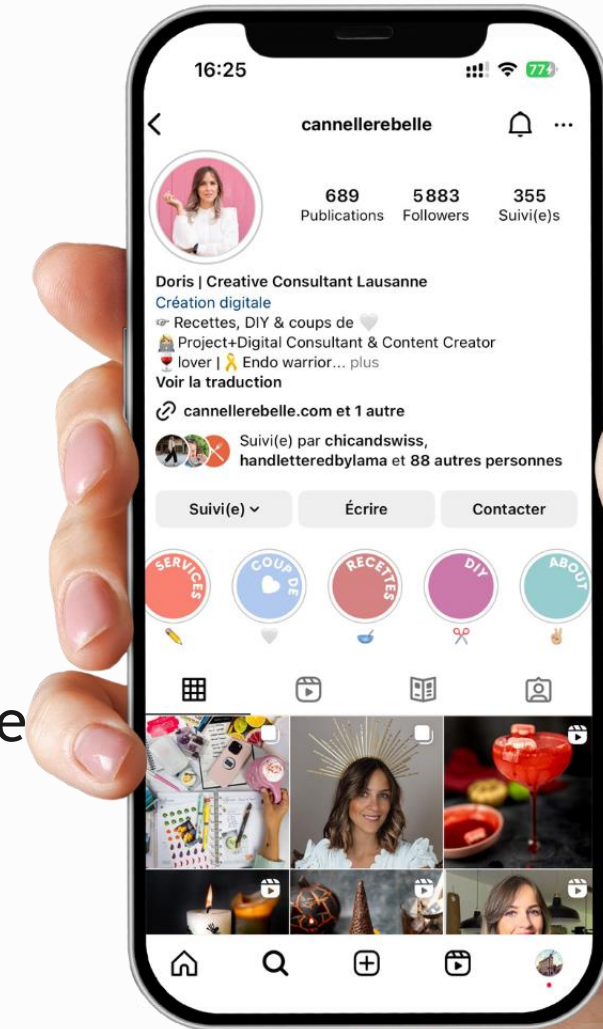 16:25
77
cannellerebelle
689 5883 355
Publications Followers Suivi(e)s
Doris | Creative Consultant Lausanne
Création digitale
Recettes, DIY & coups de
Project+Digital Consultant & Content Creator
lover | Endo warrior... plus
Voir la traduction
cannellerebelle.com et 1 autre
Suivi(e) par chicandswiss,
handletteredbylama et 88 autres personnes
Suivi(e) Écrire Contacter
SERVICES COUP DE RECETTES DIY ABOUT
e